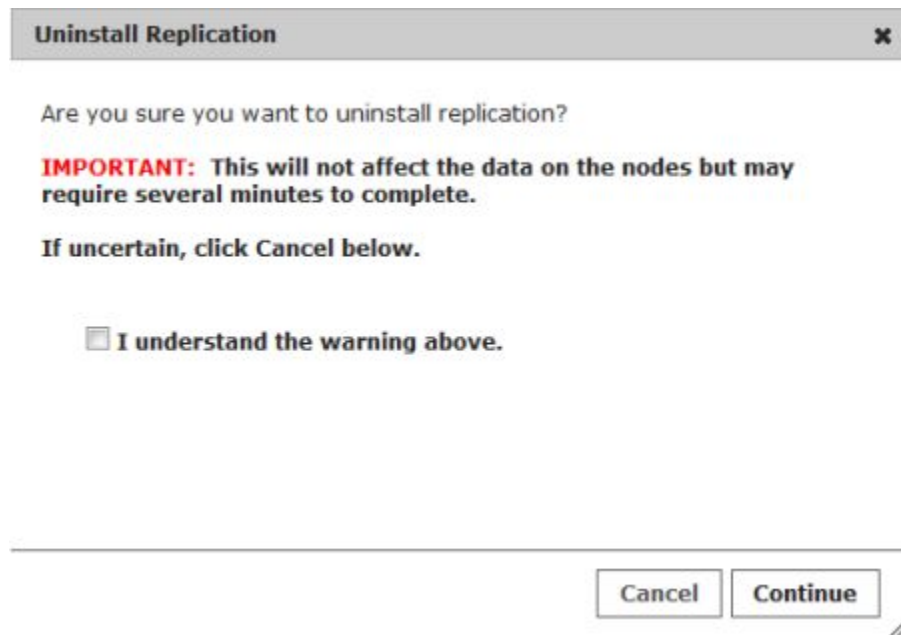 Uninstall Replication
Are you sure you want to uninstall replication?
IMPORTANT: This will not affect the data on the nodes but may
require several minutes to complete.
If uncertain, click Cancel below.
I understand the warning above.
Cancel Continue